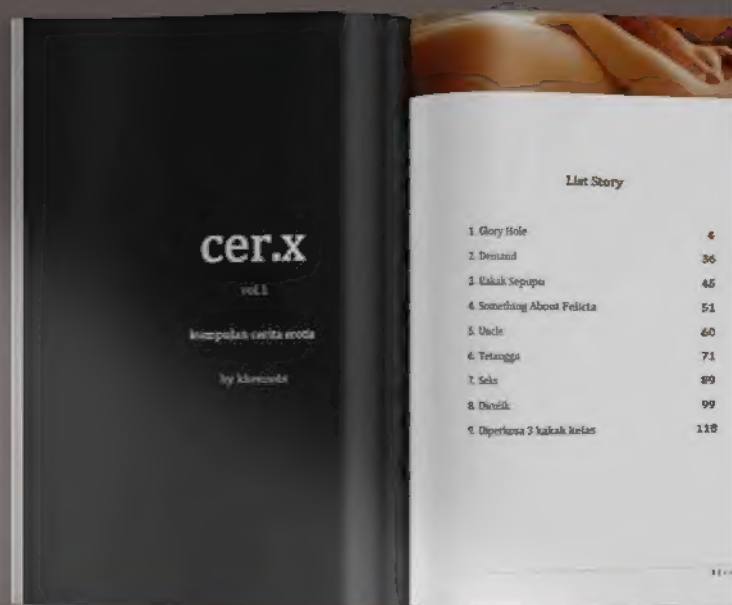 cer.x
vol.1
kumpulan cerita erotis
by
List Story
1. Glory Hole 4
2. Demand 36
3. Kakak Sepupu 45
4. Something About Felicia 51
5. Uncle 60
6. Tetangga 71
7. Seks 89
8. 99
9. Diperkosa 3 kakak kelas 118